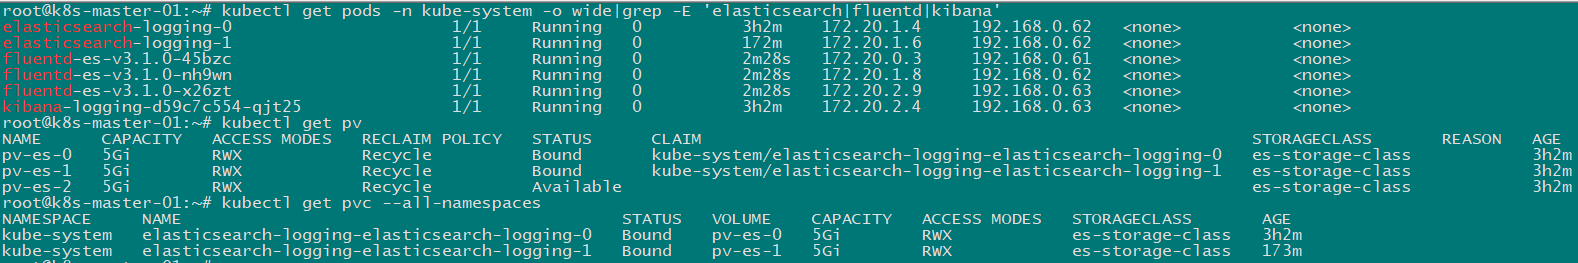 root@k8s-master-01:~# kubectl get pods -n kube-system -o wide|grep -E 'elasticsearch|fluentd|kibana'
elasticsearch-logging-0 1/1 Running 0 3h2m 172.20.1.4 192.168.0.62 <none> <none>
elasticsearch-logging-1 1/1 Running 0 172m 172.20.1.6 192.168.0.62 <none> <none>
fluentd-es-v3.1.0-45bzc 1/1 Running 0 2m28s 172.20.0.3 192.168.0.61 <none> <none>
fluentd-es-v3.1.0-nh9wn 1/1 Running 0 2m28s 172.20.1.8 192.168.0.62 <none> <none>
fluentd-es-v3.1.0-x26zt 1/1 Running 0 2m28s 172.20.2.9 192.168.0.63 <none> <none>
kibana-logging-d59c7c554-qjt25 1/1 Running 0 3h2m 172.20.2.4 192.168.0.63 <none> <none>
root@k8s-master-01:~# kubectl get pv
NAME CAPACITY ACCESS MODES RECLAIM POLICY STATUS CLAIM STORAGECLASS REASON AGE
pv-es-0 5Gi RWX Recycle Bound kube-system/elasticsearch-logging-elasticsearch-logging-0 es-storage-class 3h2m
pv-es-1 5Gi RWX Recycle Bound kube-system/elasticsearch-logging-elasticsearch-logging-1 es-storage-class 3h2m
pv-es-2 5Gi RWX Recycle Available es-storage-class 3h2m
root@k8s-master-01:~# kubectl get pvc --all-namespaces
NAMESPACE NAME STATUS VOLUME CAPACITY ACCESS MODES STORAGECLASS AGE
kube-system elasticsearch-logging-elasticsearch-logging-0 Bound pv-es-0 5Gi RWX es-storage-class 3h2m
kube-system elasticsearch-logging-elasticsearch-logging-1 Bound pv-es-1 5Gi RWX es-storage-class 173m